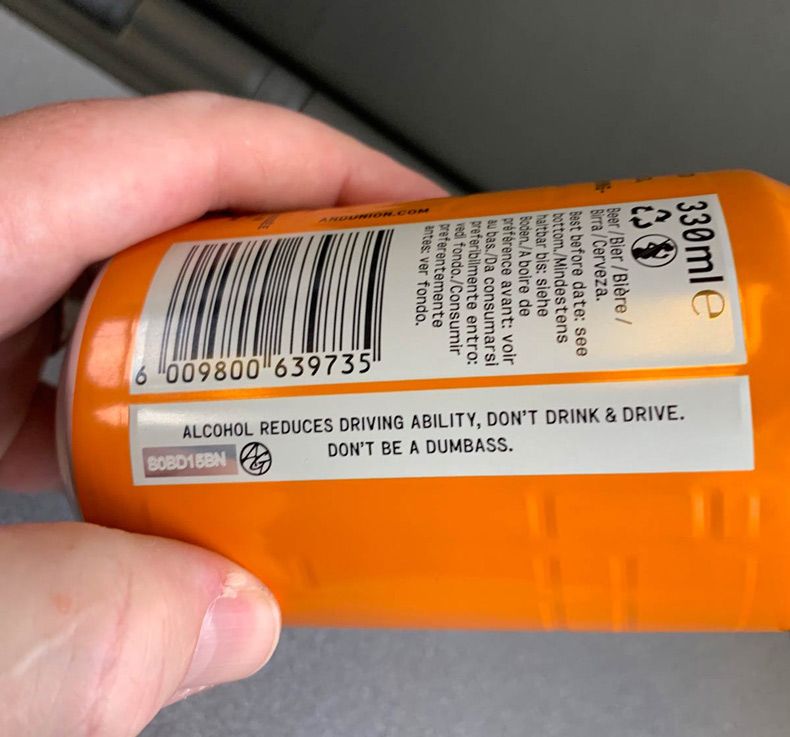 ANDUNION.COM
330ml e
Beer/Bier/Bière/
Birra/Cerveza.
Best before date: see
bottom./Mindestens
haltbar bis: siehe
Boden./A boire de
préférence avant: voir
au bas./Da consumarsi
preferibilmente entro:
vedi fondo./Consumir
preferentemente
antes: ver fondo.
6 009800 639735
ALCOHOL REDUCES DRIVING ABILITY, DON'T DRINK & DRIVE.
DON'T BE A DUMBASS.